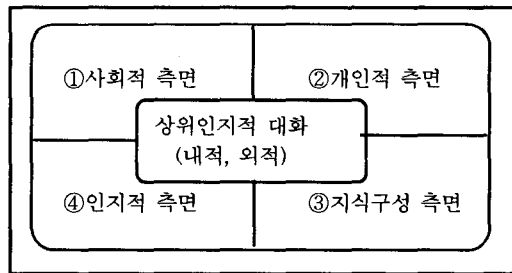 ①사회적 측면
②개인적 측면
상위인지적 대화
(내적, 외적)
④인지적 측면
③지식구성 측면